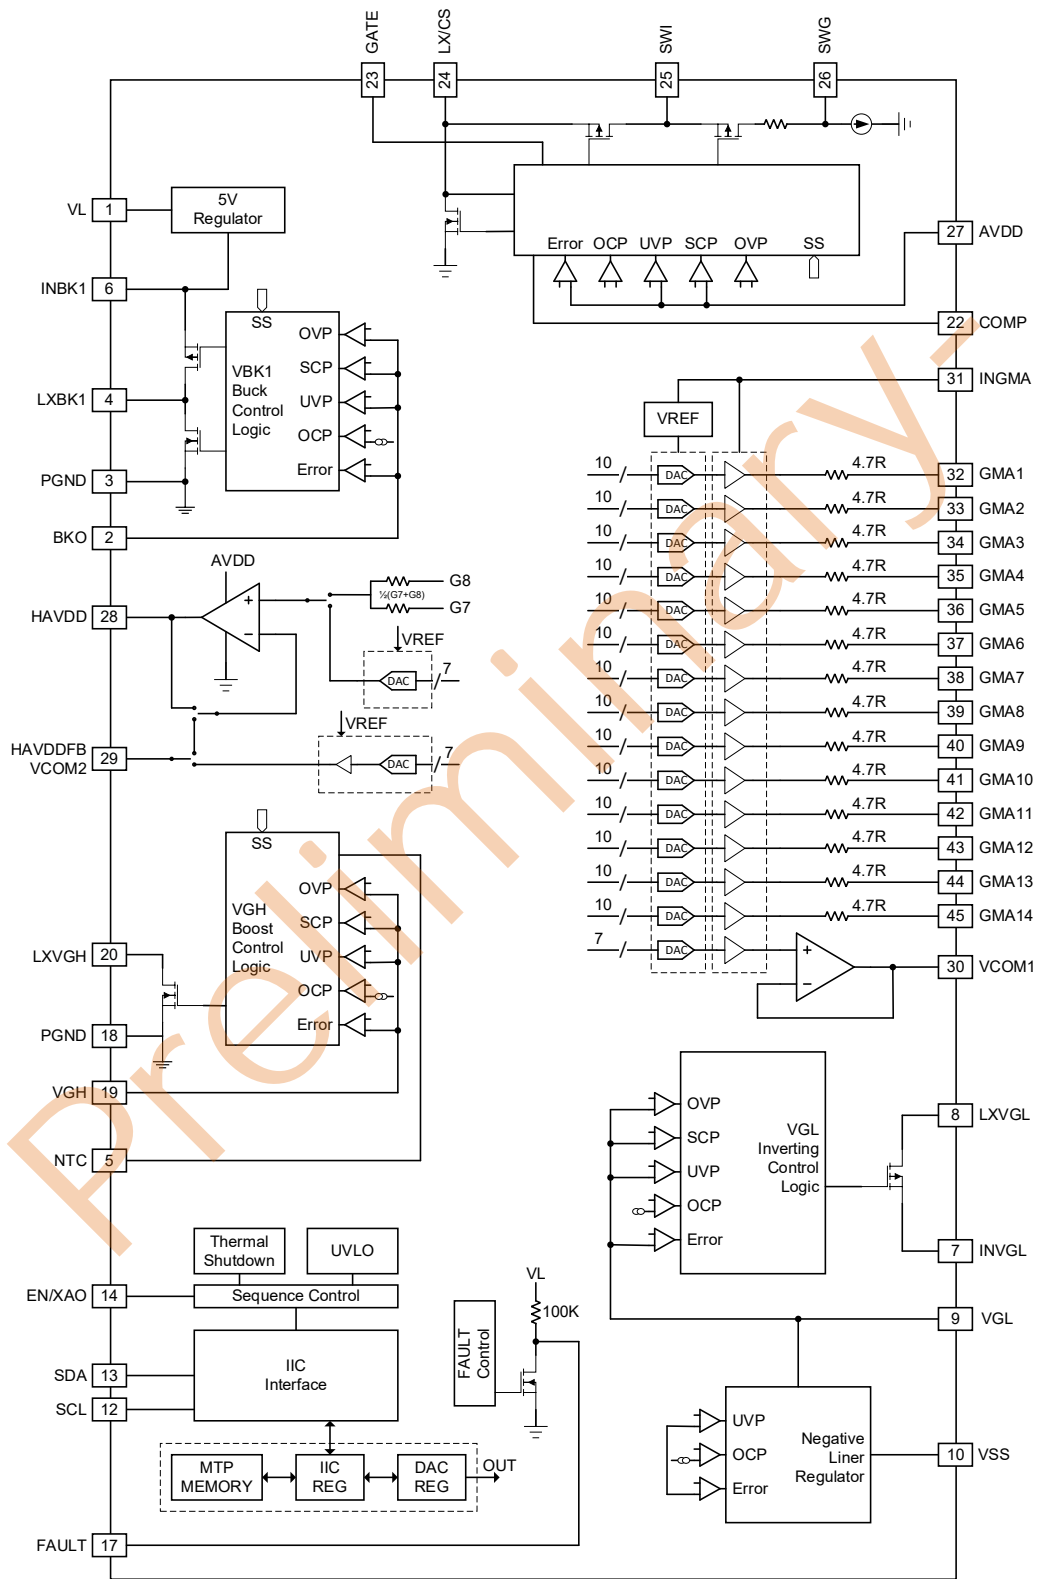 GATE
LX/CS
SWI
SWG
23
24
25
26
VL 1
5V
Regulator
INBK1 6
SS
VBK1
Buck
Control
Logic
OVP
SCP
UVP
OCP
Error
LXBK1 4
PGND 3
BKO 2
Error OCP UVP SCP OVP SS
27 AVDD
22 COMP
31 INGMA
VREF
10 DAC 4.7R 32 GMA1
10 DAC 4.7R 33 GMA2
10 DAC 4.7R 34 GMA3
10 DAC 4.7R 35 GMA4
10 DAC 4.7R 36 GMA5
10 DAC 4.7R 37 GMA6
10 DAC 4.7R 38 GMA7
10 DAC 4.7R 39 GMA8
10 DAC 4.7R 40 GMA9
10 DAC 4.7R 41 GMA10
10 DAC 4.7R 42 GMA11
10 DAC 4.7R 43 GMA12
10 DAC 4.7R 44 GMA13
10 DAC 4.7R 45 GMA14
7 DAC + − 30 VCOM1
AVDD
HAVDD 28
+
−
G8
½(G7+G8)
G7
VREF
DAC 7
HAVDDFB
VCOM2 29
VREF
DAC 7
SS
VGH
Boost
Control
Logic
OVP
SCP
UVP
OCP
Error
LXVGH 20
PGND 18
VGH 19
NTC 5
OVP
SCP
UVP
OCP
Error
VGL
Inverting
Control
Logic
8 LXVGL
7 INVGL
9 VGL
Thermal
Shutdown
UVLO
EN/XAO 14
Sequence Control
SDA 13
SCL 12
IIC
Interface
MTP
MEMORY
IIC
REG
DAC
REG
OUT
FAULT
Control
VL
100K
FAULT 17
UVP
OCP
Error
Negative
Liner
Regulator
10 VSS
Preliminary-